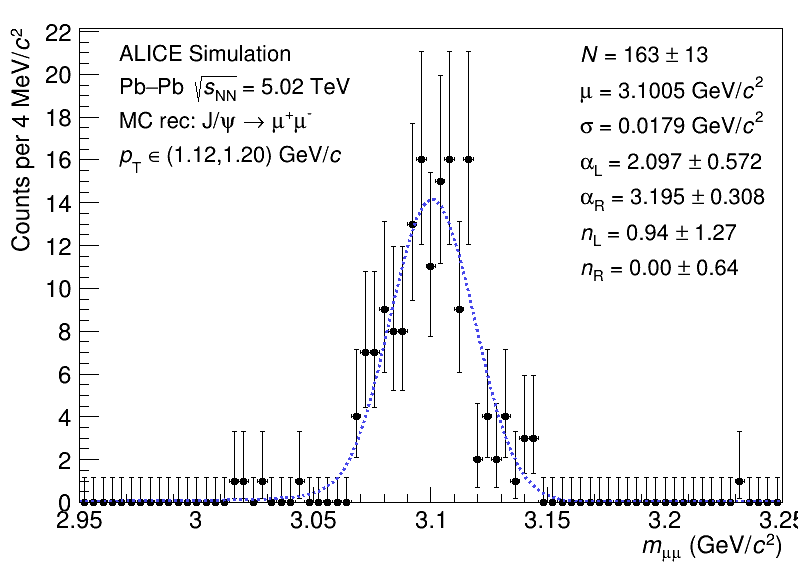 Counts per 4 MeV/c²
22
20
18
16
14
12
10
8
6
4
2
0
ALICE Simulation
Pb–Pb √s_NN = 5.02 TeV
MC rec: J/ψ → μ⁺μ⁻
p_T ∈ (1.12,1.20) GeV/c
N = 163 ± 13
μ = 3.1005 GeV/c²
σ = 0.0179 GeV/c²
α_L = 2.097 ± 0.572
α_R = 3.195 ± 0.308
n_L = 0.94 ± 1.27
n_R = 0.00 ± 0.64
2.95 3 3.05 3.1 3.15 3.2 3.25
m_μμ (GeV/c²)